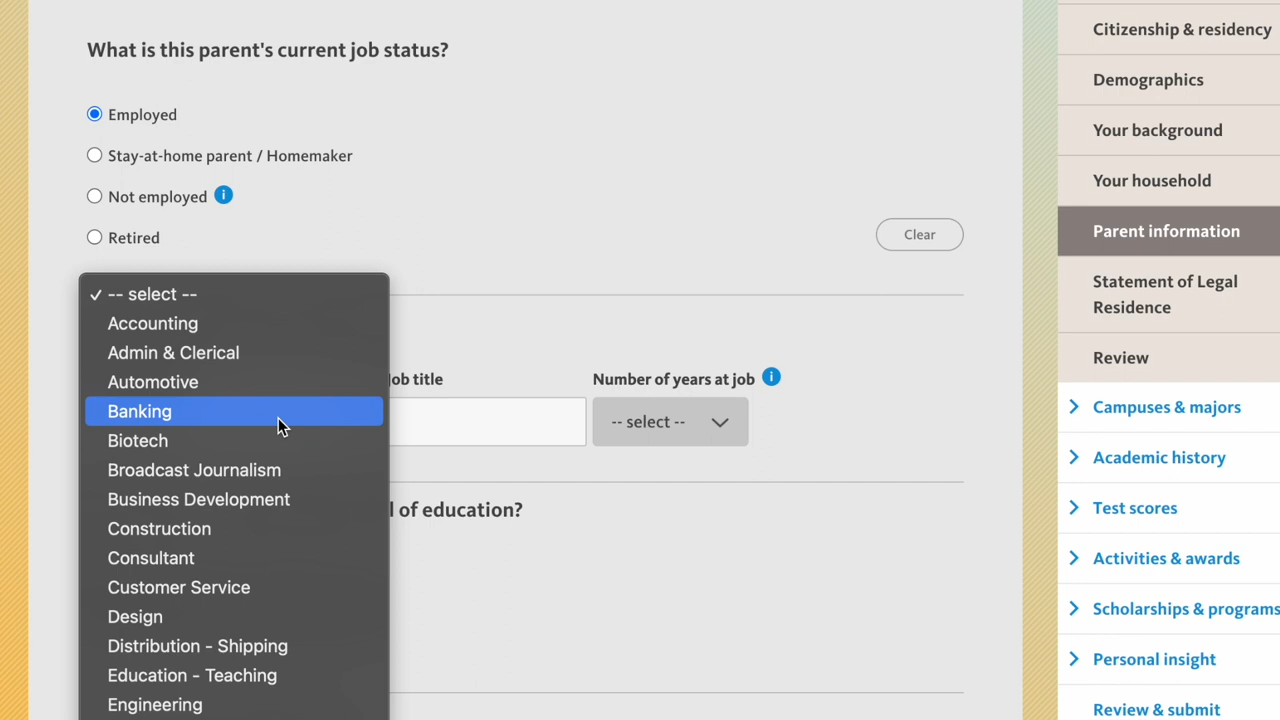 What is this parent's current job status?
Employed
Stay-at-home parent / Homemaker
Not employed i
Retired
Clear
✓ -- select --
Accounting
Admin & Clerical
Automotive
Banking
Biotech
Broadcast Journalism
Business Development
Construction
Consultant
Customer Service
Design
Distribution - Shipping
Education - Teaching
Engineering
ob title
Number of years at job i
-- select --
l of education?
Citizenship & residency
Demographics
Your background
Your household
Parent information
Statement of Legal
Residence
Review
Campuses & majors
Academic history
Test scores
Activities & awards
Scholarships & programs
Personal insight
Review & submit